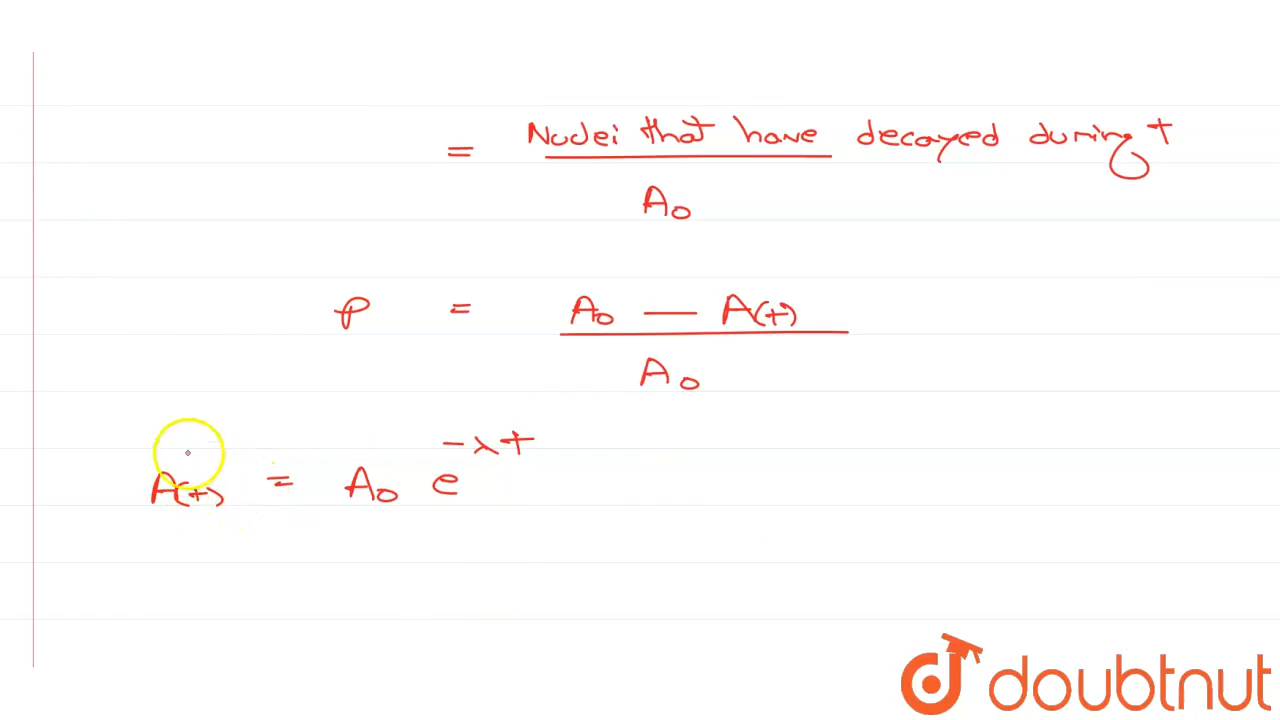 = Nuclei that have decayed during t
A₀
P = A₀ — A(t)
A₀
A(t) = A₀ e^(-λt)
doubtnut